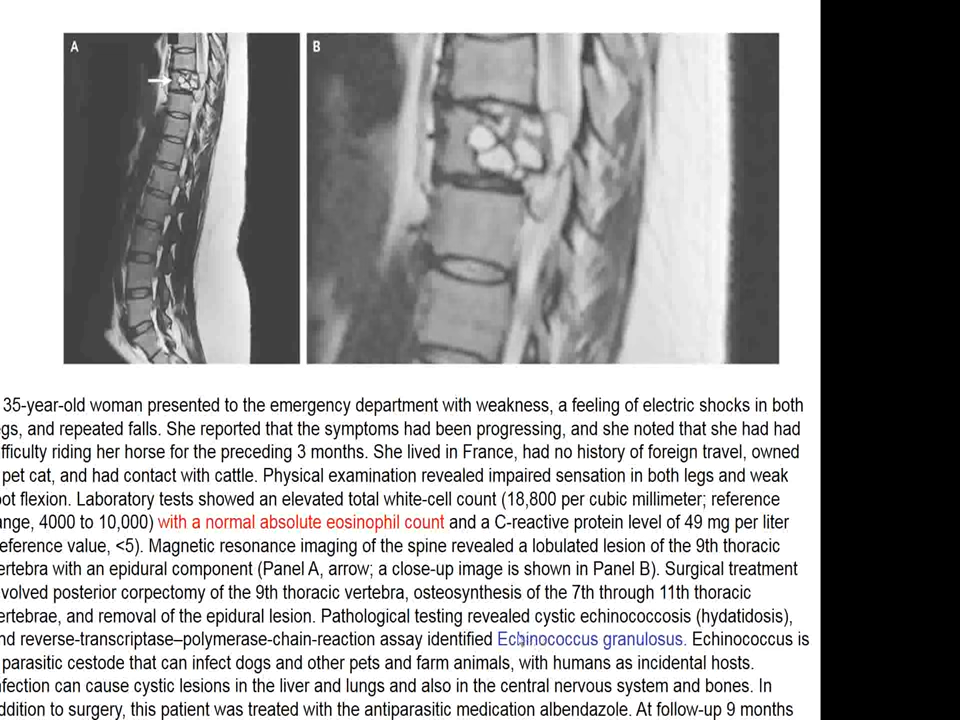 A
B
35-year-old woman presented to the emergency department with weakness, a feeling of electric shocks in both
gs, and repeated falls. She reported that the symptoms had been progressing, and she noted that she had had
fficulty riding her horse for the preceding 3 months. She lived in France, had no history of foreign travel, owned
pet cat, and had contact with cattle. Physical examination revealed impaired sensation in both legs and weak
ot flexion. Laboratory tests showed an elevated total white-cell count (18,800 per cubic millimeter; reference
ange, 4000 to 10,000) with a normal absolute eosinophil count and a C-reactive protein level of 49 mg per liter
eference value, <5). Magnetic resonance imaging of the spine revealed a lobulated lesion of the 9th thoracic
ertebra with an epidural component (Panel A, arrow; a close-up image is shown in Panel B). Surgical treatment
volved posterior corpectomy of the 9th thoracic vertebra, osteosynthesis of the 7th through 11th thoracic
ertebrae, and removal of the epidural lesion. Pathological testing revealed cystic echinococcosis (hydatidosis),
nd reverse-transcriptase–polymerase-chain-reaction assay identified Echinococcus granulosus. Echinococcus is
parasitic cestode that can infect dogs and other pets and farm animals, with humans as incidental hosts.
fection can cause cystic lesions in the liver and lungs and also in the central nervous system and bones. In
ddition to surgery, this patient was treated with the antiparasitic medication albendazole. At follow-up 9 months